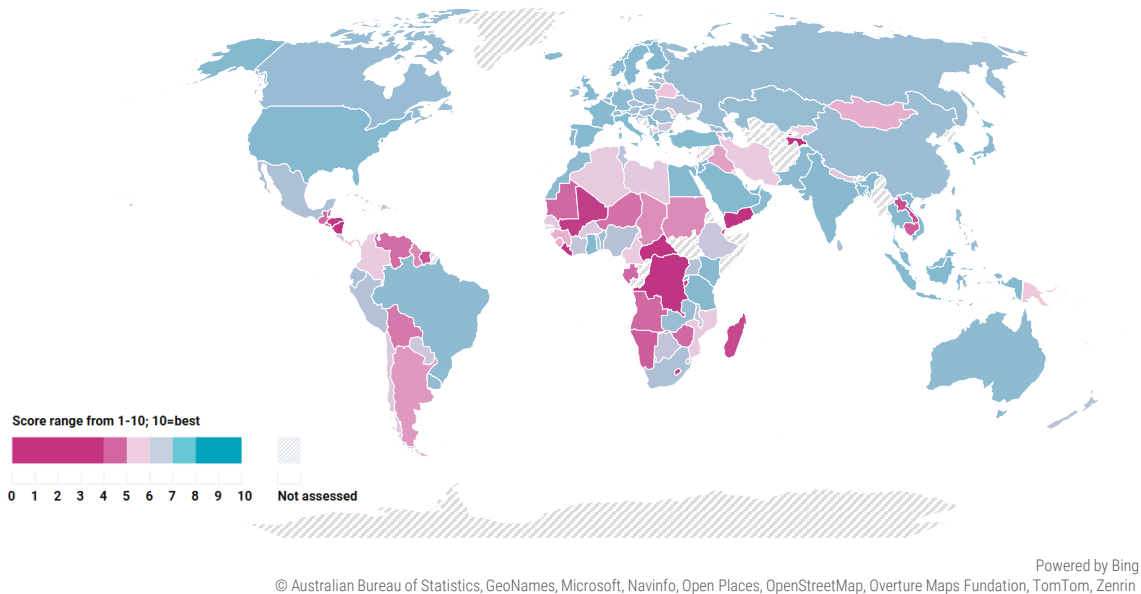 Score range from 1-10; 10=best
0 1 2 3 4 5 6 7 8 9 10 Not assessed
Powered by Bing
© Australian Bureau of Statistics, GeoNames, Microsoft, Navinfo, Open Places, OpenStreetMap, Overture Maps Fundation, TomTom, Zenrin